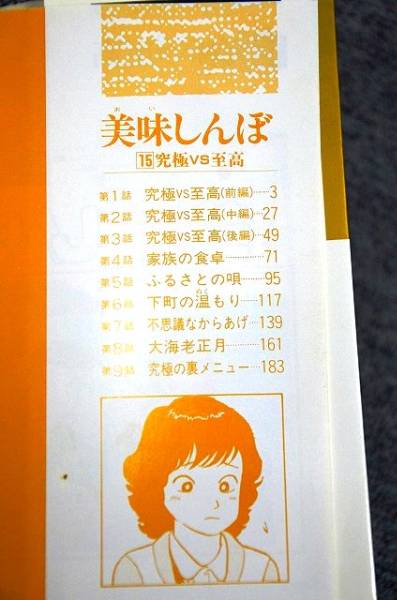 美味しんぼ
15 究極VS至高
第1話 究極VS至高(前編)……3
第2話 究極VS至高(中編)…27
第3話 究極VS至高(後編)…49
第4話 家族の食卓……………71
第5話 ふるさとの唄…………95
第6話 下町の温もり………117
第7話 不思議なからあげ…139
第8話 大海老正月…………161
第9話 究極の裏メニュー…183